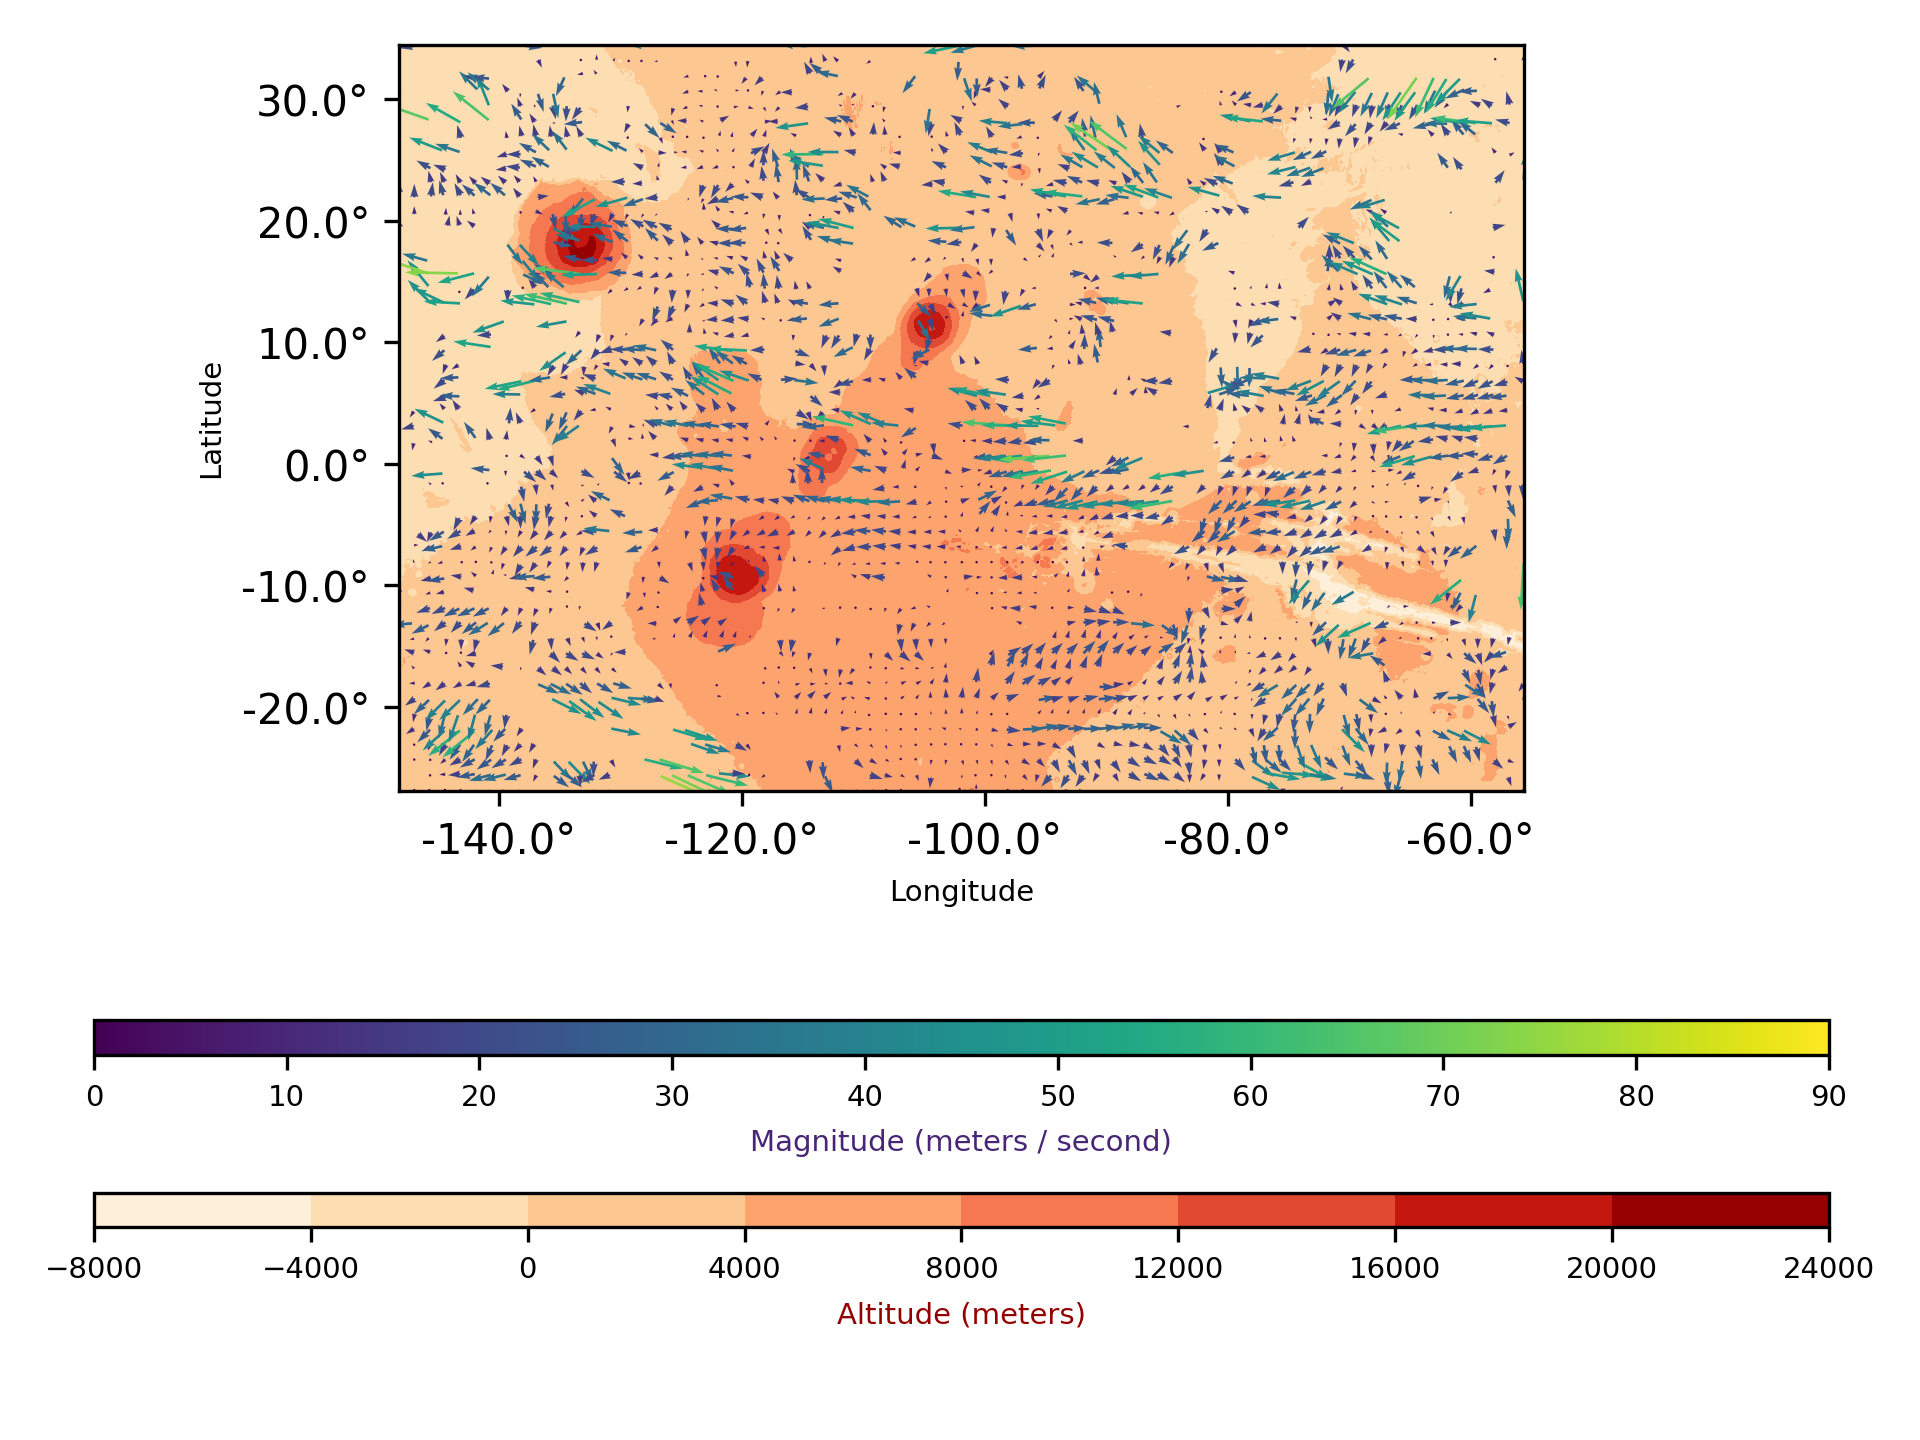 30.0°
20.0°
10.0°
0.0°
-10.0°
-20.0°
Latitude
-140.0° -120.0° -100.0° -80.0° -60.0°
Longitude
0 10 20 30 40 50 60 70 80 90
Magnitude (meters / second)
−8000 −4000 0 4000 8000 12000 16000 20000 24000
Altitude (meters)